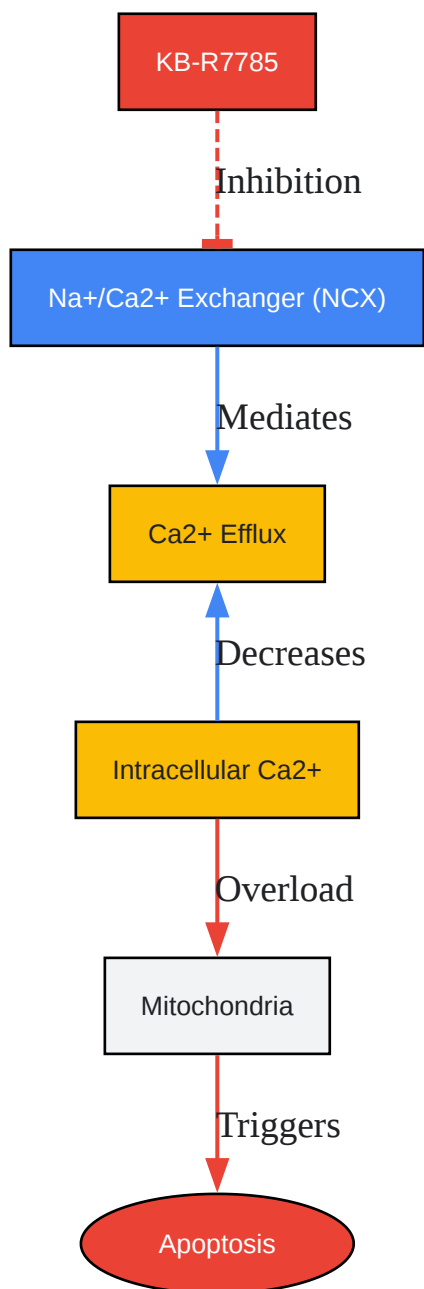 KB-R7785
Inhibition
Na+/Ca2+ Exchanger (NCX)
Mediates
Ca2+ Efflux
Decreases
Intracellular Ca2+
Overload
Mitochondria
Triggers
Apoptosis